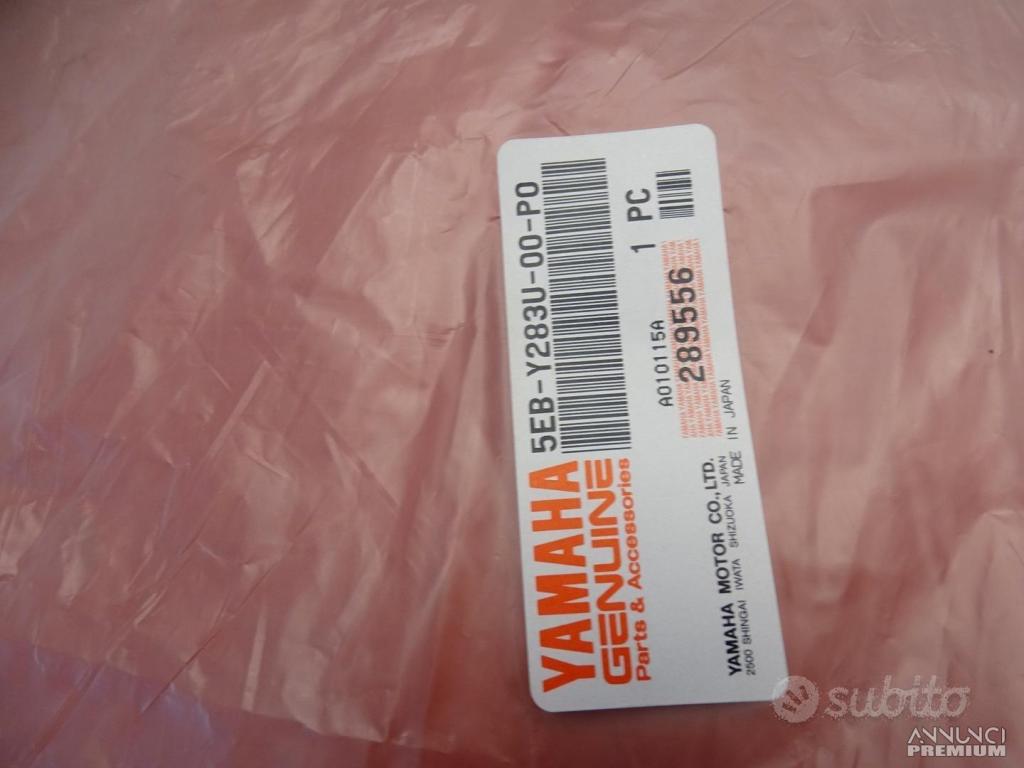 YAMAHA
GENUINE
Parts & Accessories
5EB-Y283U-00-P0
1 PC
A010115A
289556
YAMAHA MOTOR CO.,LTD.
2500 SHINGAI IWATA SHIZUOKA JAPAN
MADE IN JAPAN
subito
ANNUNCI
PREMIUM